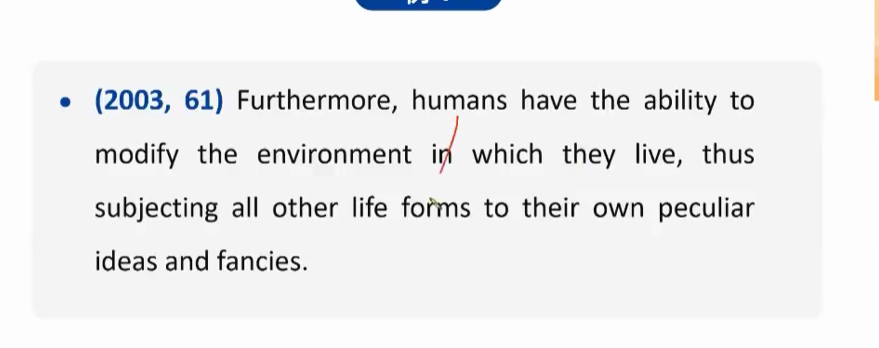 (2003, 61) Furthermore, humans have the ability to
modify the environment in which they live, thus
subjecting all other life forms to their own peculiar
ideas and fancies.